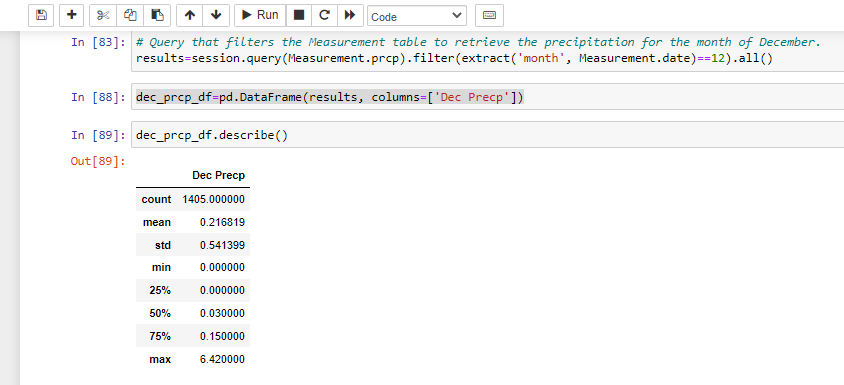 Run
Code
In [83]: # Query that filters the Measurement table to retrieve the precipitation for the month of December.
results=session.query(Measurement.prcp).filter(extract('month', Measurement.date)==12).all()
In [88]: dec_prcp_df=pd.DataFrame(results, columns=['Dec Precp'])
In [89]: dec_prcp_df.describe()
Out[89]:
Dec Precp
count 1405.000000
mean 0.216819
std 0.541399
min 0.000000
25% 0.000000
50% 0.030000
75% 0.150000
max 6.420000